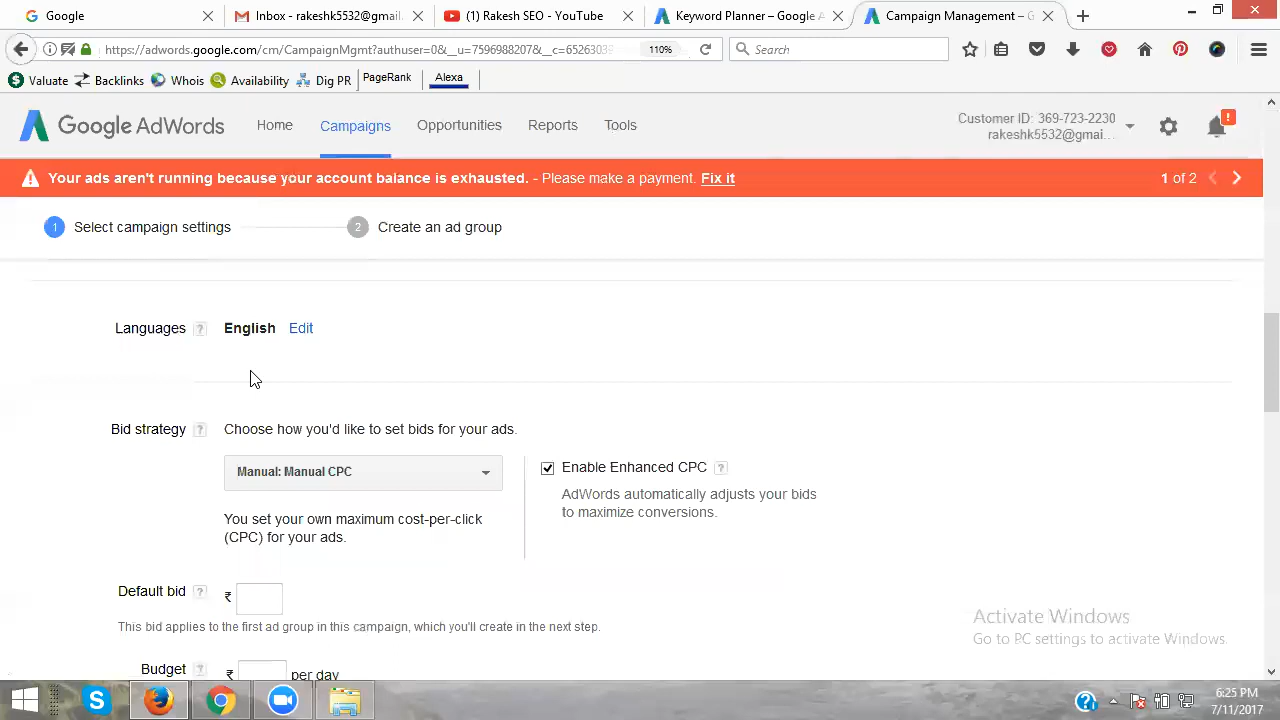 Google
Inbox - rakeshk5532@gmail.
(1) Rakesh SEO - YouTube
Keyword Planner – Google A
Campaign Management – G
https://adwords.google.com/cm/CampaignMgmt?authuser=0&__u=7596988207&__c=6526303
110%
Search
Valuate
Backlinks
Whois
Availability
Dig PR
PageRank
Alexa
Google AdWords
Home
Campaigns
Opportunities
Reports
Tools
Customer ID: 369-723-2230
rakeshk5532@gmai...
!
Your ads aren't running because your account balance is exhausted. - Please make a payment. Fix it
1 of 2
1 Select campaign settings
2 Create an ad group
Languages ? English Edit
Bid strategy ? Choose how you'd like to set bids for your ads.
Manual: Manual CPC
Enable Enhanced CPC ?
AdWords automatically adjusts your bids
to maximize conversions.
You set your own maximum cost-per-click
(CPC) for your ads.
Default bid ? ₹
This bid applies to the first ad group in this campaign, which you'll create in the next step.
Budget ? ₹ per day
Activate Windows
Go to PC settings to activate Windows.
6:25 PM
7/11/2017